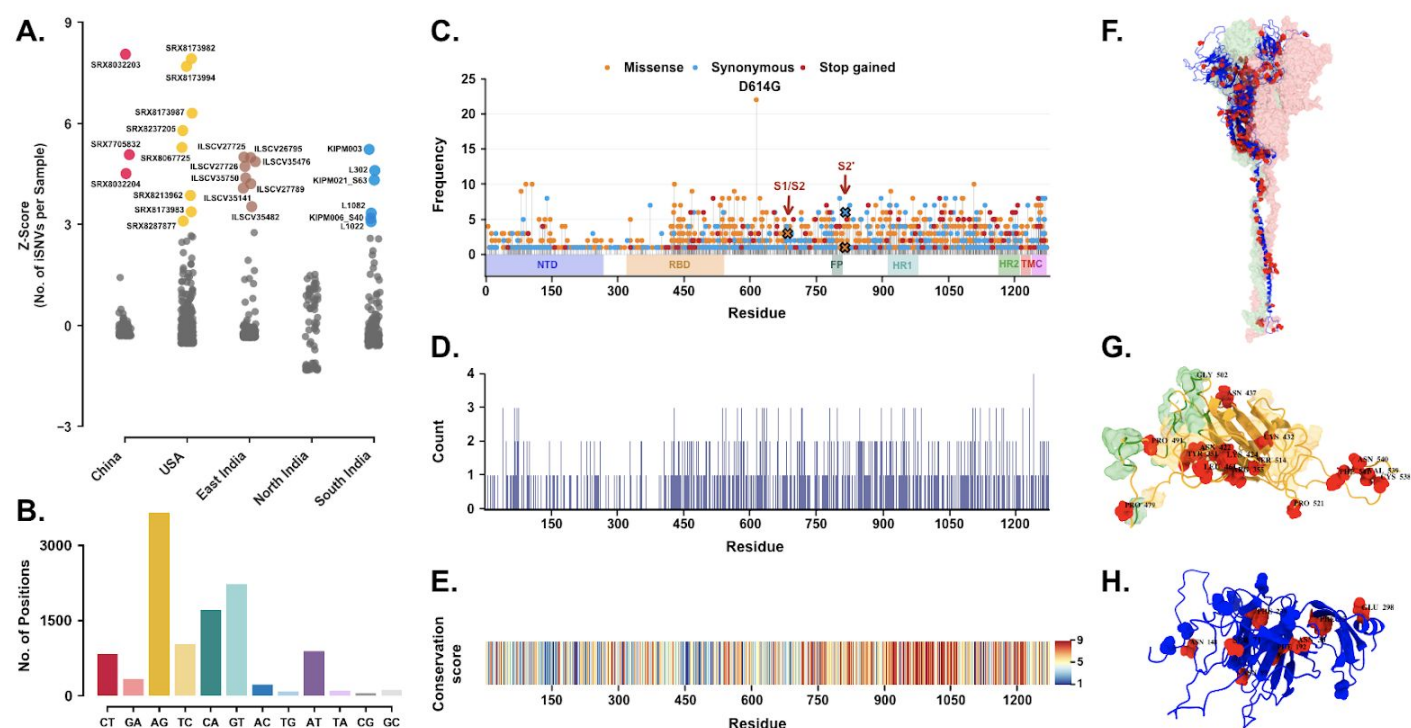 A.
9
6
3
0
−3
Z-Score
(No. of iSNVs per Sample)
SRX8032203
SRX7705832
SRX8032204
SRX8173982
SRX8173994
SRX8173987
SRX8237205
SRX8067725
SRX8213962
SRX8173983
SRX8287877
ILSCV27725
ILSCV26795
ILSCV35476
ILSCV27726
ILSCV35750
ILSCV27789
ILSCV35141
ILSCV35482
KIPM003
L302
KIPM021_S63
L1082
KIPM006_S40
L1022
China
USA
East India
North India
South India
B.
No. of Positions
3000
1500
0
CT GA AG TC CA GT AC TG AT TA CG GC
C.
Missense Synonymous Stop gained
D614G
S1/S2
S2'
Frequency
25
20
15
10
5
0
NTD RBD FP HR1 HR2 TMC
0 150 300 450 600 750 900 1050 1200
Residue
D.
Count
4
3
2
1
0
150 300 450 600 750 900 1050 1200
Residue
E.
Conservation
score
9
5
1
150 300 450 600 750 900 1050 1200
Residue
F.
G.
GLY 502
ASN 437
PRO 491
ASN 422
LYS 424
SER 514
PRO 479
PRO 521
ASN 540
CYS 538
H.
GLU 298